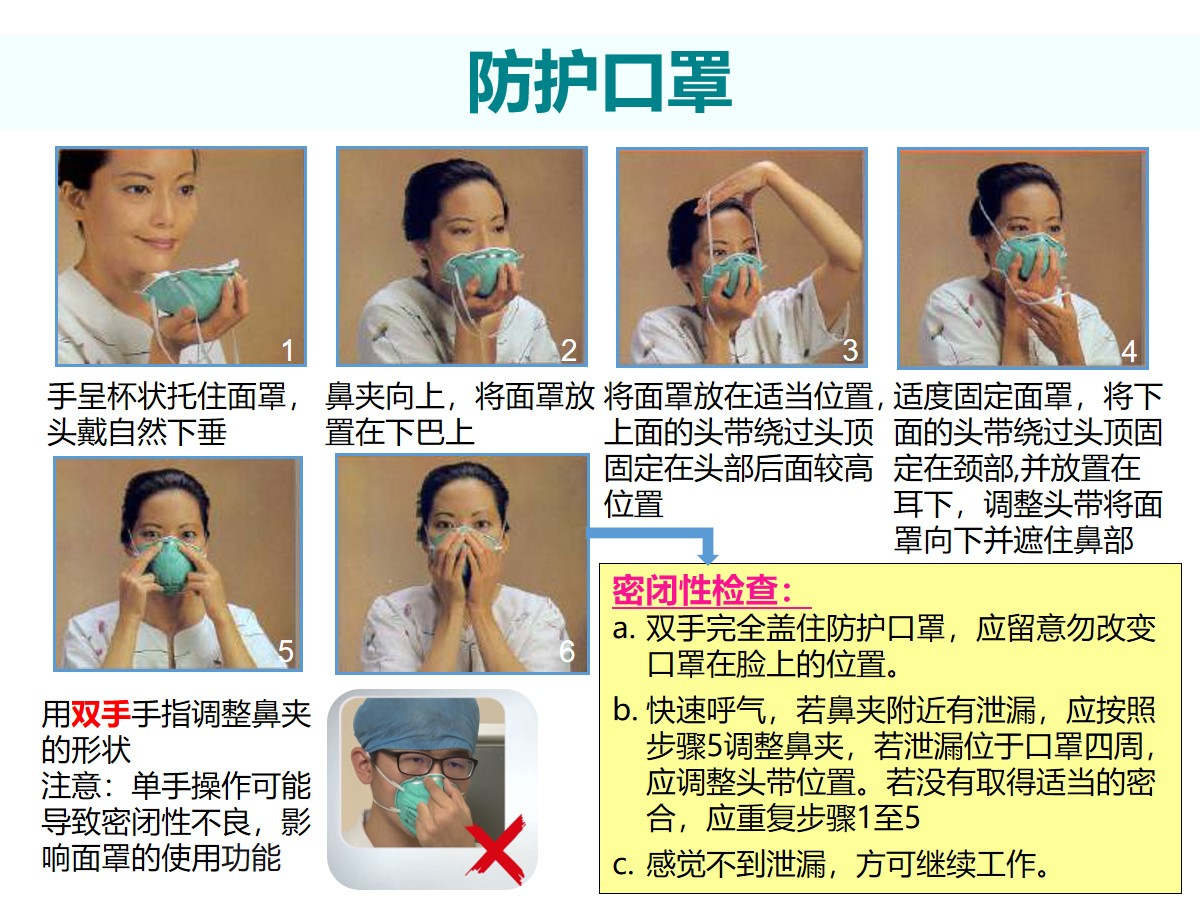 防护口罩
1
手呈杯状托住面罩，
头戴自然下垂
2
鼻夹向上，将面罩放
置在下巴上
3
将面罩放在适当位置，
上面的头带绕过头顶
固定在头部后面较高
位置
4
适度固定面罩，将下
面的头带绕过头顶固
定在颈部,并放置在
耳下，调整头带将面
罩向下并遮住鼻部
5
用双手手指调整鼻夹
的形状
注意：单手操作可能
导致密闭性不良，影
响面罩的使用功能
6
密闭性检查：
a. 双手完全盖住防护口罩，应留意勿改变
口罩在脸上的位置。
b. 快速呼气，若鼻夹附近有泄漏，应按照
步骤5调整鼻夹，若泄漏位于口罩四周，
应调整头带位置。若没有取得适当的密
合，应重复步骤1至5
c. 感觉不到泄漏，方可继续工作。